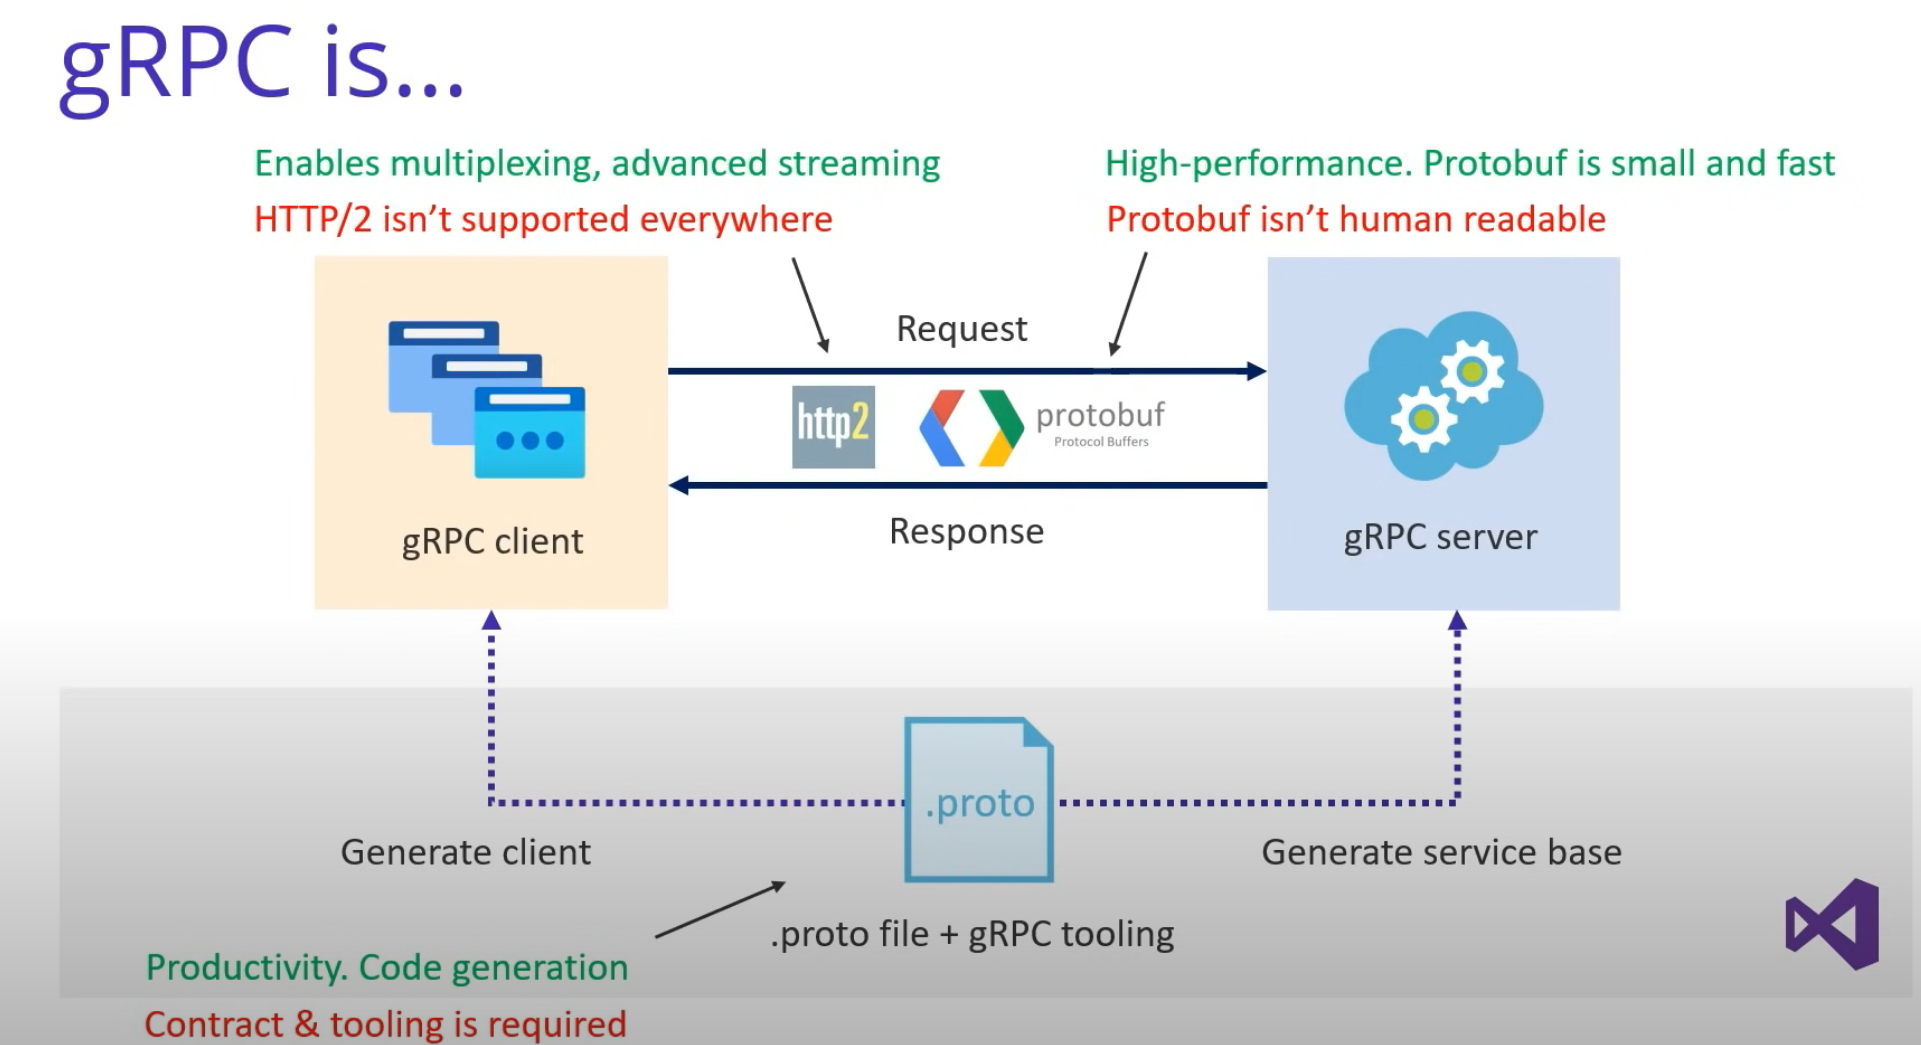 gRPC is...
Enables multiplexing, advanced streaming
HTTP/2 isn't supported everywhere
High-performance. Protobuf is small and fast
Protobuf isn't human readable
Request
http2
protobuf
Protocol Buffers
Response
gRPC client
gRPC server
.proto
Generate client
Generate service base
.proto file + gRPC tooling
Productivity. Code generation
Contract & tooling is required